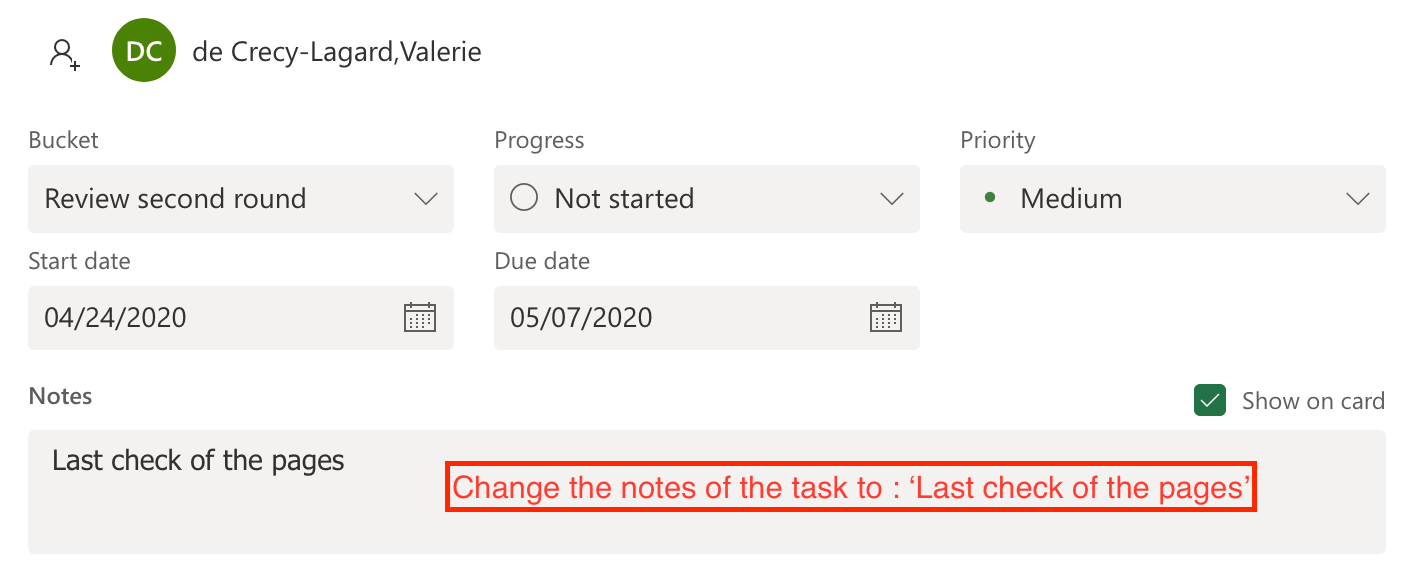 DC de Crecy-Lagard,Valerie
Bucket Progress Priority
Review second round Not started Medium
Start date Due date
04/24/2020 05/07/2020
Notes Show on card
Last check of the pages
Change the notes of the task to : ‘Last check of the pages’